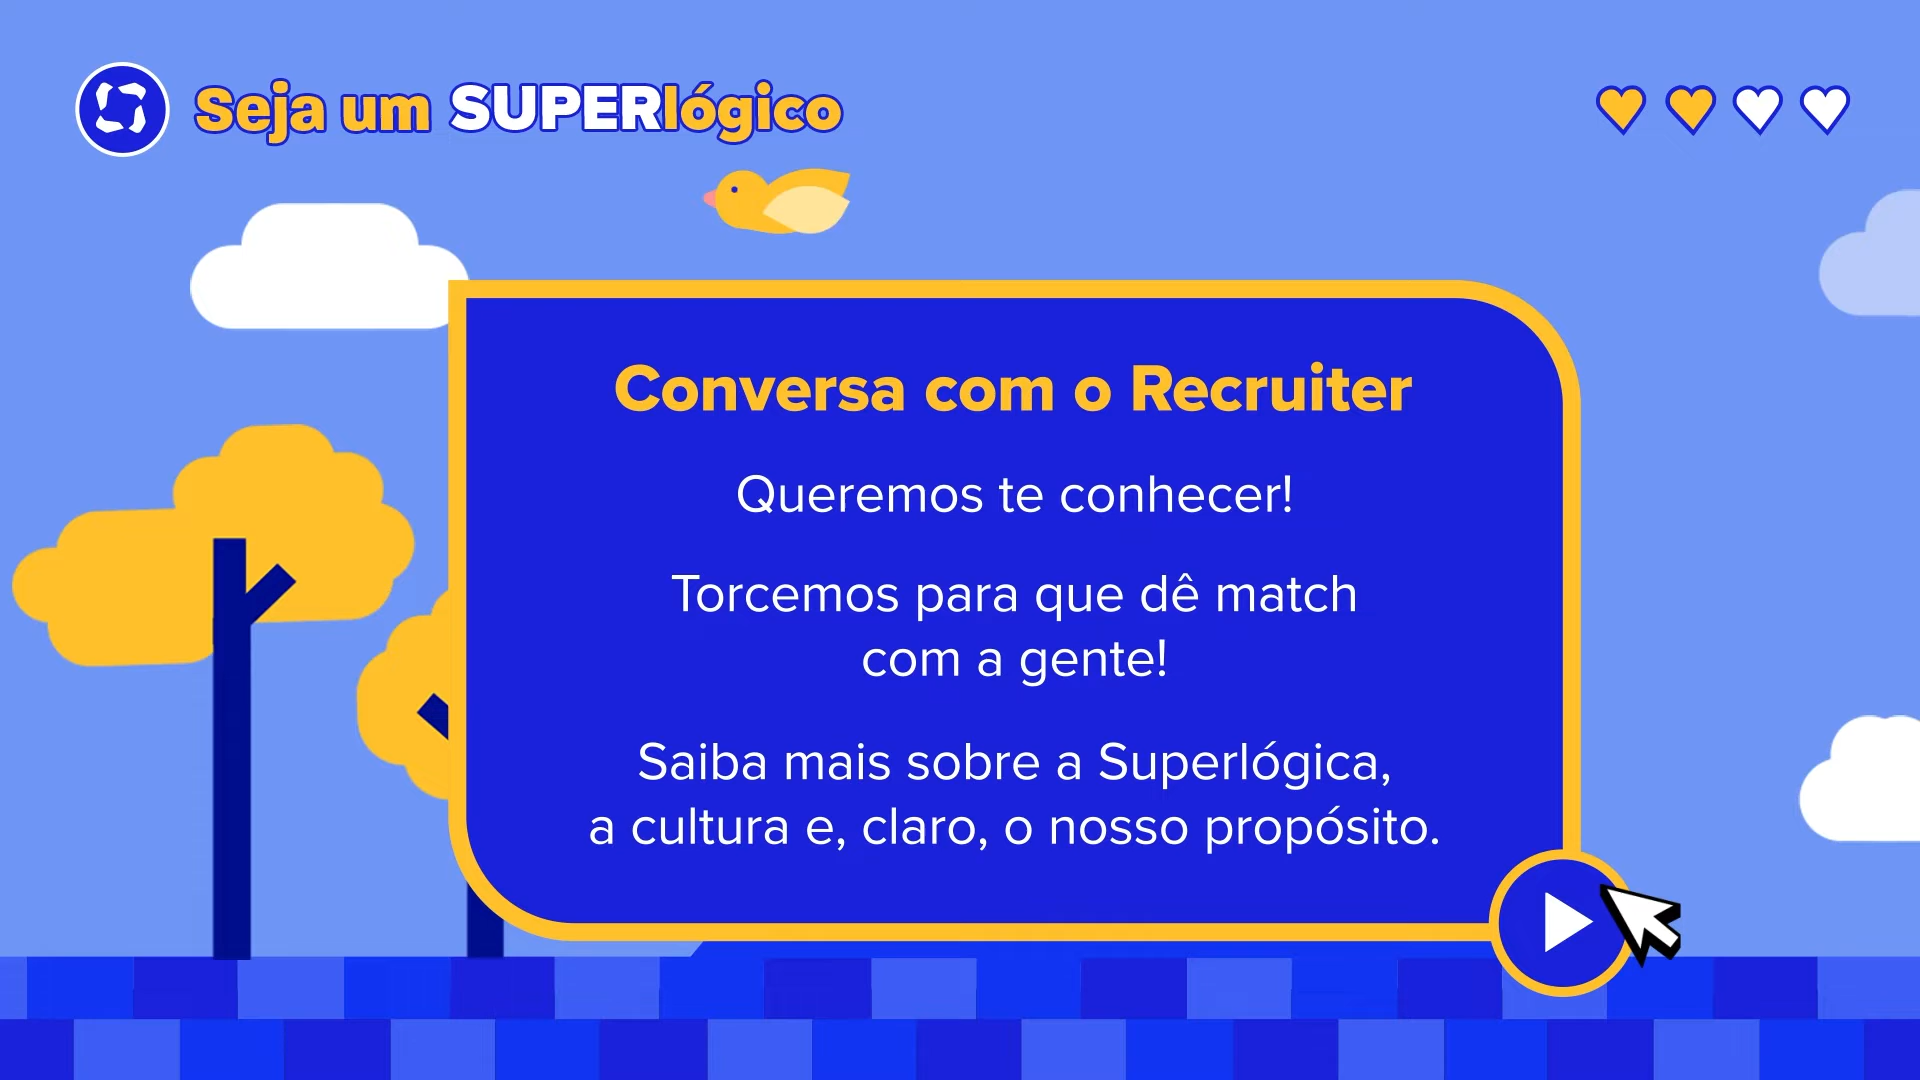 Seja um SUPERlógico
Conversa com o Recruiter
Queremos te conhecer!
Torcemos para que dê match
com a gente!
Saiba mais sobre a Superlógica,
a cultura e, claro, o nosso propósito.